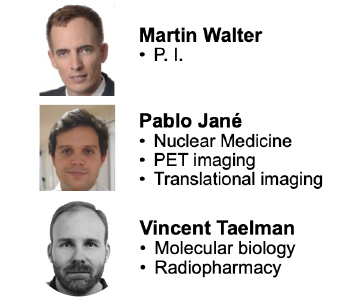 Martin Walter
• P. I.
Pablo Jané
• Nuclear Medicine
• PET imaging
• Translational imaging
Vincent Taelman
• Molecular biology
• Radiopharmacy